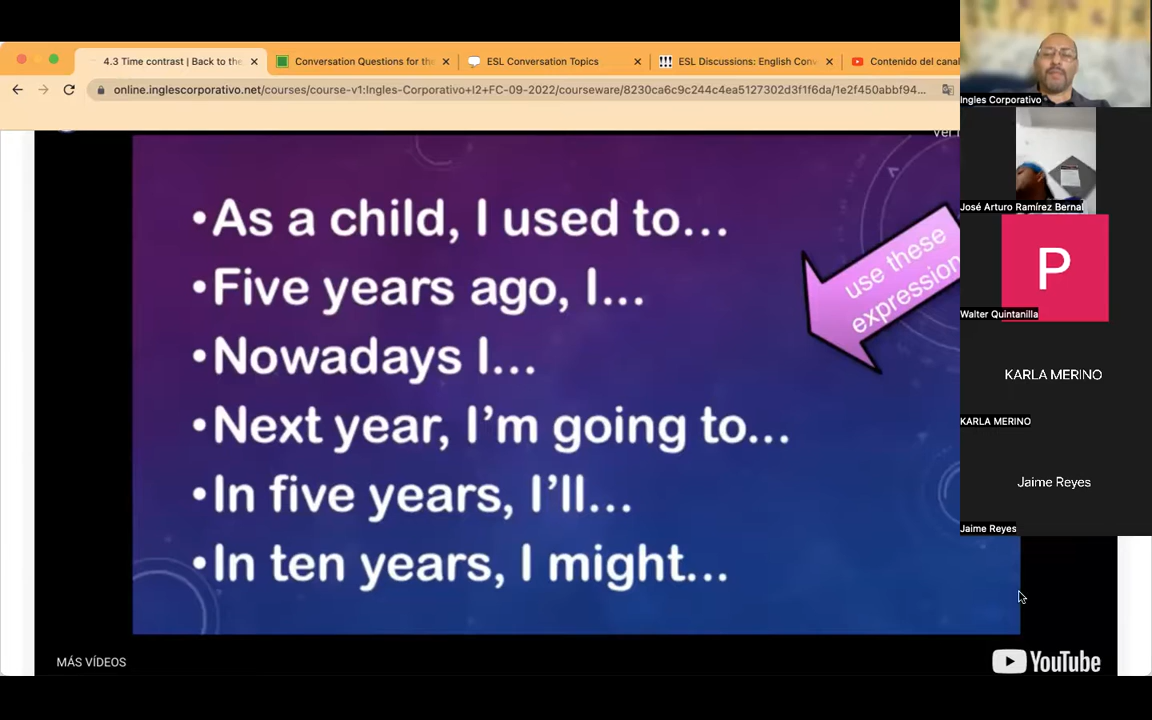 4.3 Time contrast | Back to the
Conversation Questions for the
ESL Conversation Topics
ESL Discussions: English Conv
Contenido del canal
online.inglescorporativo.net/courses/course-v1:Ingles-Corporativo+I2+FC-09-2022/courseware/8230ca6c9c244c4ea5127302d3f1f6da/1e2f450abbf94...
•As a child, I used to...
•Five years ago, I...
•Nowadays I...
•Next year, I'm going to...
•In five years, I'll...
•In ten years, I might...
use these
expression
MÁS VÍDEOS
YouTube
Ingles Corporativo
José Arturo Ramírez Bernal
P
Walter Quintanilla
KARLA MERINO
KARLA MERINO
Jaime Reyes
Jaime Reyes